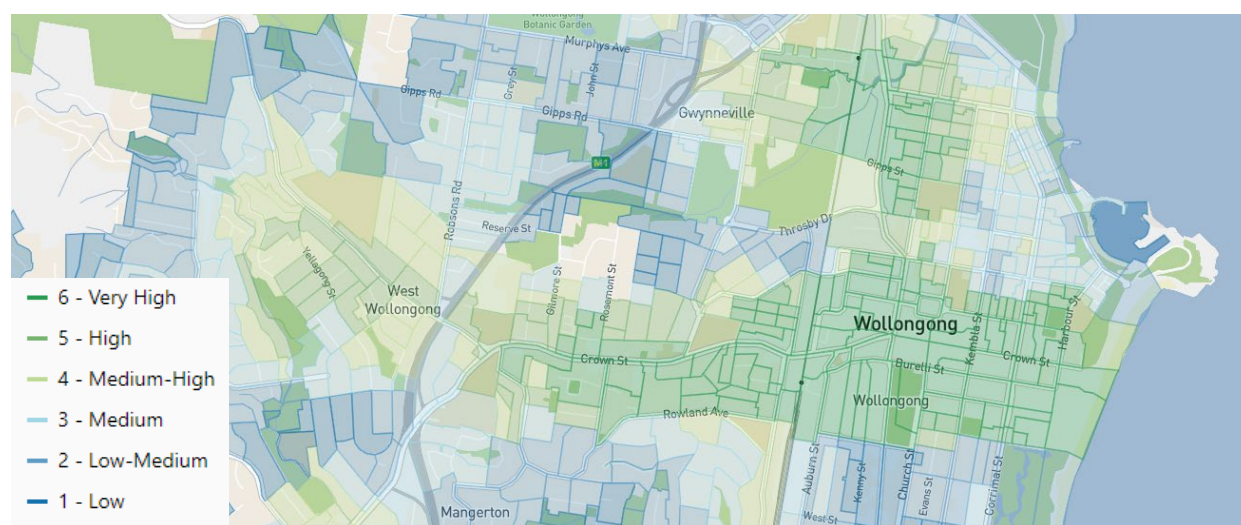 Wollongong
Botanic Garden
Murphys Ave
Grey St
John St
Gipps Rd
Gipps Rd
Gwynneville
M1
Gipps St
Robsons Rd
Reserve St
Throsby Dr
Yellagong St
West
Wollongong
Gilmore St
Rosemont St
Wollongong
Kembla St
Harbour St
Crown St
Crown St
Burelli St
Wollongong
Rowland Ave
Auburn St
Kenny St
Church St
Evans St
Corrimal St
West St
Mangerton
6 - Very High
5 - High
4 - Medium-High
3 - Medium
2 - Low-Medium
1 - Low